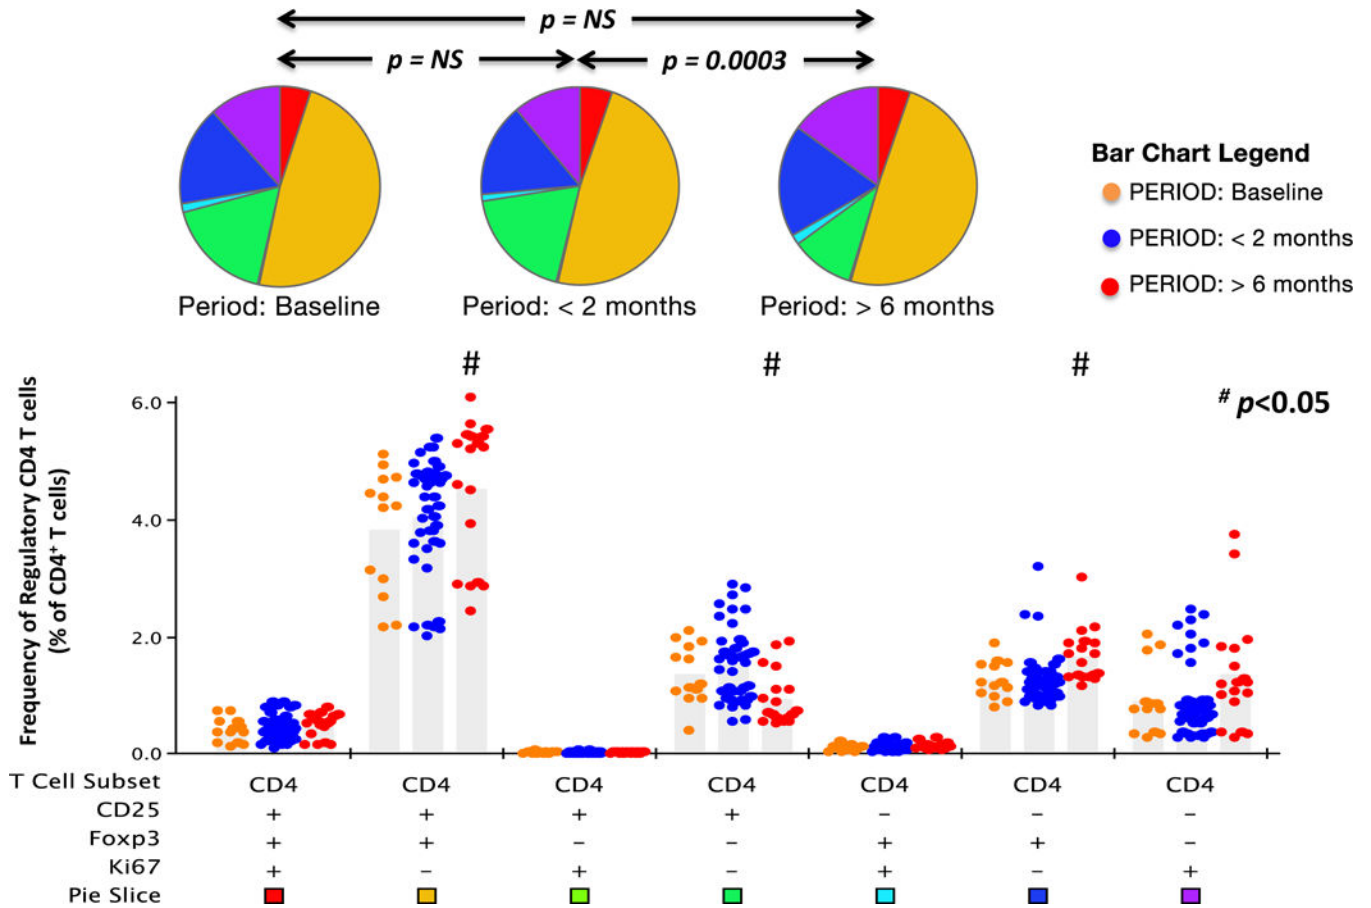 p = NS
p = NS
p = 0.0003
Bar Chart Legend
PERIOD: Baseline
PERIOD: < 2 months
PERIOD: > 6 months
Period: Baseline
Period: < 2 months
Period: > 6 months
# # #
# p<0.05
Frequency of Regulatory CD4 T cells
(% of CD4⁺ T cells)
6.0
4.0
2.0
0.0
T Cell Subset CD4 CD4 CD4 CD4 CD4 CD4 CD4
CD25 + + + + – – –
Foxp3 + + – – + + –
Ki67 + – + – + – +
Pie Slice